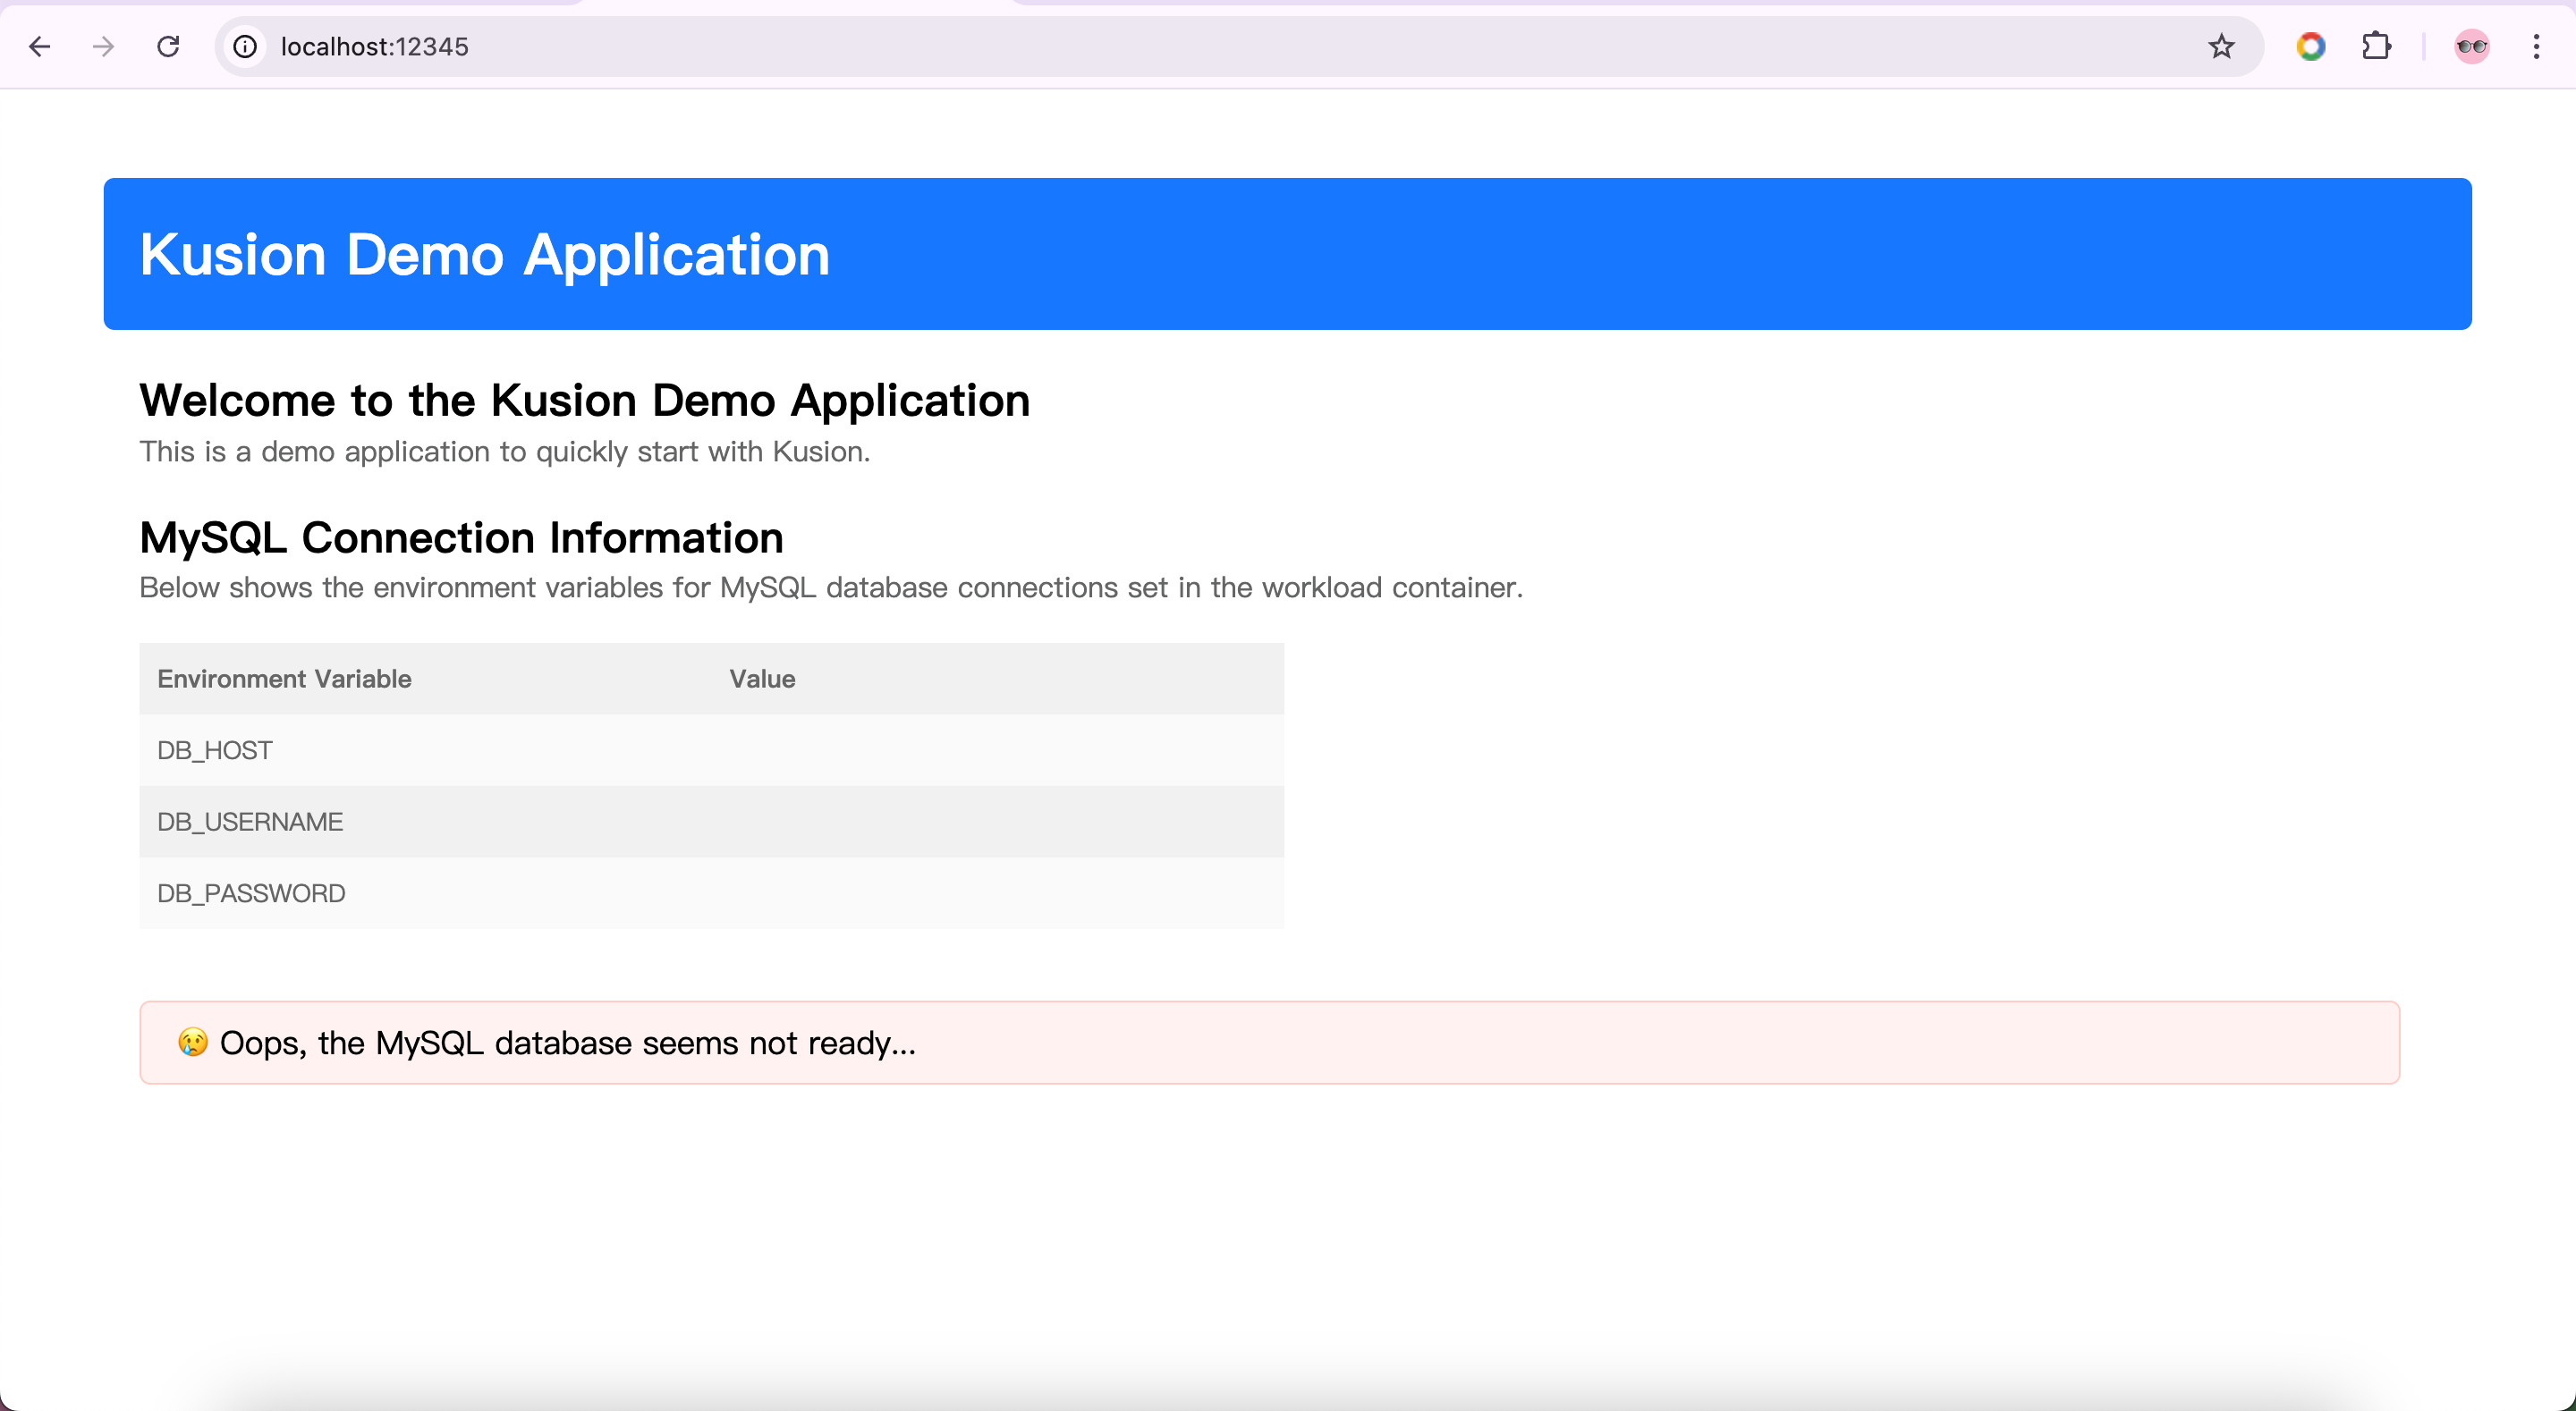 localhost:12345
Kusion Demo Application
Welcome to the Kusion Demo Application
This is a demo application to quickly start with Kusion.
MySQL Connection Information
Below shows the environment variables for MySQL database connections set in the workload container.
Environment Variable Value
DB_HOST
DB_USERNAME
DB_PASSWORD
😢 Oops, the MySQL database seems not ready...